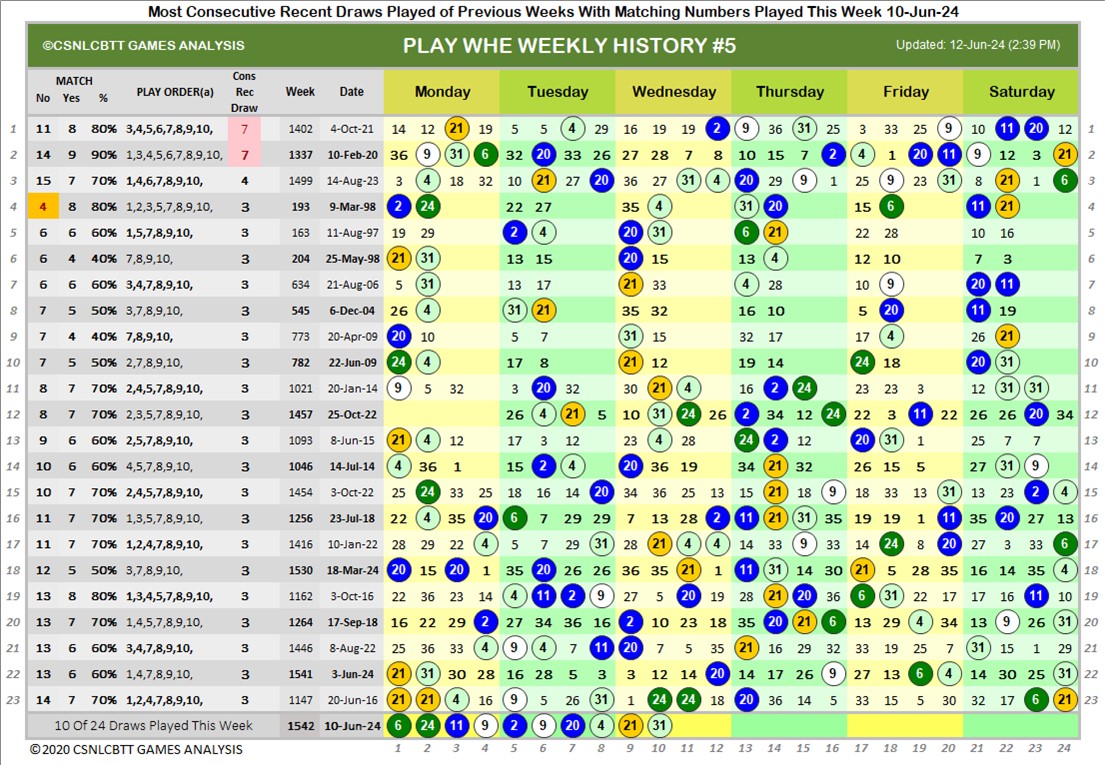 Most Consecutive Recent Draws Played of Previous Weeks With Matching Numbers Played This Week 10-Jun-24
©CSNLCBTT GAMES ANALYSIS PLAY WHE WEEKLY HISTORY #5 Updated: 12-Jun-24 (2:39 PM)
MATCH Cons
No Yes % PLAY ORDER(a) Rec Week Date Monday Tuesday Wednesday Thursday Friday Saturday
Draw
1 11 8 80% 3,4,5,6,7,8,9,10, 7 1402 4-Oct-21 14 12 21 19 5 5 4 29 16 19 19 2 9 36 31 25 3 33 25 9 10 11 20 12 1
2 14 9 90% 1,3,4,5,6,7,8,9,10, 7 1337 10-Feb-20 36 9 31 6 32 20 33 26 27 28 7 8 10 15 7 2 4 1 20 11 9 12 3 21 2
3 15 7 70% 1,4,6,7,8,9,10, 4 1499 14-Aug-23 3 4 18 32 10 21 27 20 36 27 31 4 20 29 9 1 25 9 23 31 8 21 1 6 3
4 4 8 80% 1,2,3,5,7,8,9,10, 3 193 9-Mar-98 2 24 22 27 35 4 31 20 15 6 11 21 4
5 6 6 60% 1,5,7,8,9,10, 3 163 11-Aug-97 19 29 2 4 20 31 6 21 22 28 10 16 5
6 6 4 40% 7,8,9,10, 3 204 25-May-98 21 31 13 15 20 15 13 4 12 10 7 3 6
7 6 6 60% 3,4,7,8,9,10, 3 634 21-Aug-06 5 31 13 17 21 33 4 28 10 9 20 11 7
8 7 5 50% 3,7,8,9,10, 3 545 6-Dec-04 26 4 31 21 35 32 16 10 5 20 11 19 8
9 7 4 40% 7,8,9,10, 3 773 20-Apr-09 20 10 5 7 31 15 32 17 17 4 26 21 9
10 7 5 50% 2,7,8,9,10, 3 782 22-Jun-09 24 4 17 8 21 12 19 14 24 18 20 31 10
11 8 7 70% 2,4,5,7,8,9,10, 3 1021 20-Jan-14 9 5 32 3 20 32 30 21 4 16 2 24 23 23 3 12 31 31 11
12 8 7 70% 2,3,5,7,8,9,10, 3 1457 25-Oct-22 26 4 21 5 10 31 24 26 2 34 12 24 22 3 11 22 26 26 20 34 12
13 9 6 60% 2,5,7,8,9,10, 3 1093 8-Jun-15 21 4 12 17 3 12 23 4 28 24 2 12 20 31 1 25 7 7 13
14 10 6 60% 4,5,7,8,9,10, 3 1046 14-Jul-14 4 36 1 15 2 4 20 36 19 34 21 32 26 15 5 27 31 9 14
15 10 7 70% 2,4,5,7,8,9,10, 3 1454 3-Oct-22 25 24 33 25 18 16 14 20 34 36 25 13 15 21 18 9 18 33 13 31 23 13 2 4 15
16 11 7 70% 1,3,5,7,8,9,10, 3 1256 23-Jul-18 22 4 35 20 6 7 29 29 7 13 28 2 11 21 31 35 19 19 1 11 35 20 26 13 16
17 11 7 70% 1,2,4,7,8,9,10, 3 1416 10-Jan-22 28 29 22 4 5 7 29 31 28 21 4 4 14 33 9 33 14 24 8 20 27 3 33 6 17
18 12 5 50% 3,7,8,9,10, 3 1530 18-Mar-24 20 15 20 1 35 20 26 26 36 35 21 1 11 31 14 30 21 5 28 35 16 14 35 4 18
19 13 8 80% 1,3,4,5,7,8,9,10, 3 1162 3-Oct-16 22 36 23 14 4 11 2 9 27 5 20 19 28 21 20 36 6 31 22 17 17 16 11 10 19
20 13 7 70% 1,4,5,7,8,9,10, 3 1264 17-Sep-18 16 22 29 20 27 34 36 16 2 10 23 18 35 20 21 6 13 29 4 34 13 9 26 31 20
21 13 6 60% 3,4,7,8,9,10, 3 1446 8-Aug-22 36 33 34 4 9 4 7 11 20 7 5 35 21 16 29 32 33 19 25 7 31 15 1 29 21
22 13 6 60% 1,4,7,8,9,10, 3 1541 3-Jun-24 21 31 30 28 16 28 5 3 3 12 14 20 14 17 26 9 27 13 6 4 14 30 25 31 22
23 14 7 70% 1,2,4,7,8,9,10, 3 1147 20-Jun-16 21 21 4 16 9 5 26 31 1 24 24 18 20 36 14 5 33 15 5 30 32 17 6 21 23
10 Of 24 Draws Played This Week 1542 10-Jun-24 6 24 11 9 2 9 20 4 21 31
© 2020 CSNLCBTT GAMES ANALYSIS 1 2 3 4 5 6 7 8 9 10 11 12 13 14 15 16 17 18 19 20 21 22 23 24